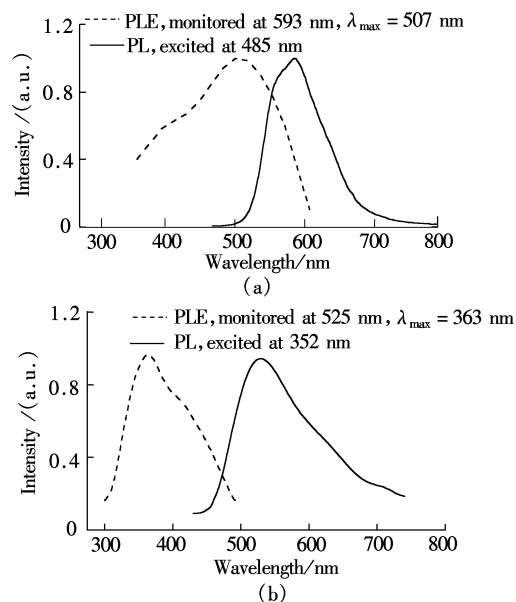 PLE, monitored at 593 nm, λmax = 507 nm
PL, excited at 485 nm
1.2
0.8
0.4
0
Intensity /(a.u.)
300 400 500 600 700 800
Wavelength/nm
(a)
PLE, monitored at 525 nm, λmax = 363 nm
PL, excited at 352 nm
1.2
0.8
0.4
0
Intensity /(a.u.)
300 400 500 600 700 800
Wavelength/nm
(b)